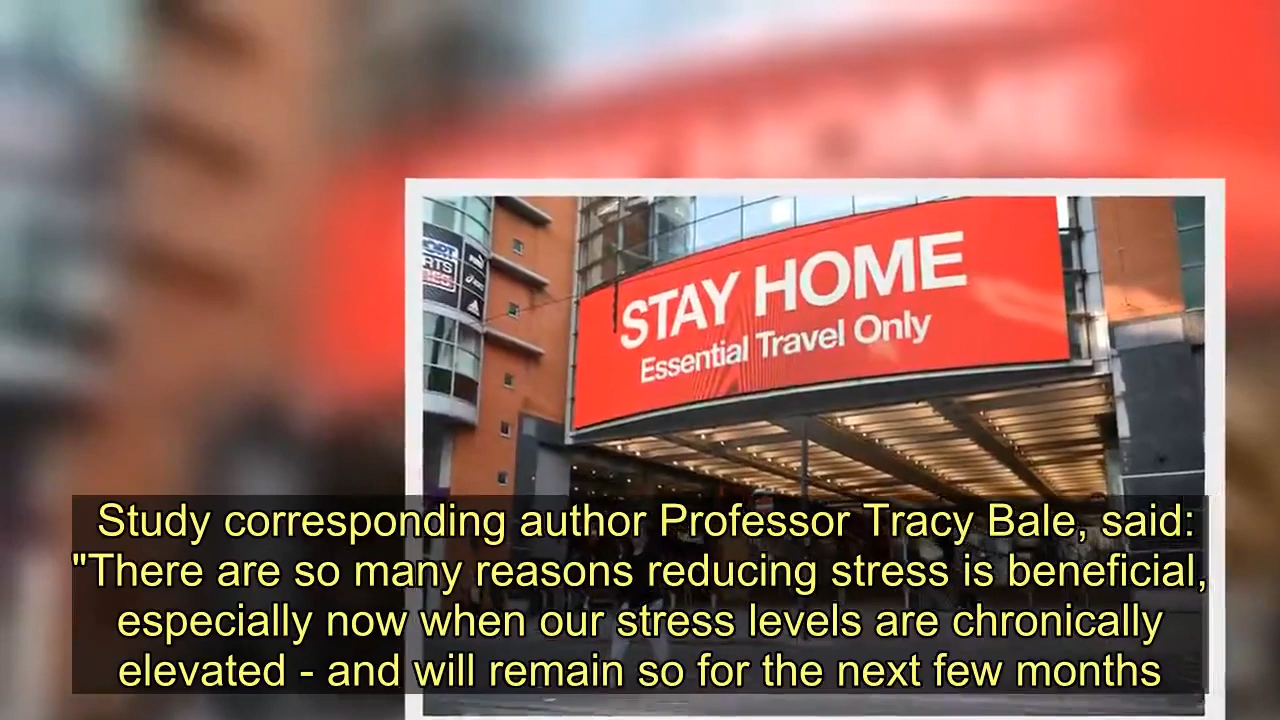 STAY HOME
Essential Travel Only
Study corresponding author Professor Tracy Bale, said:
"There are so many reasons reducing stress is beneficial,
especially now when our stress levels are chronically
elevated - and will remain so for the next few months